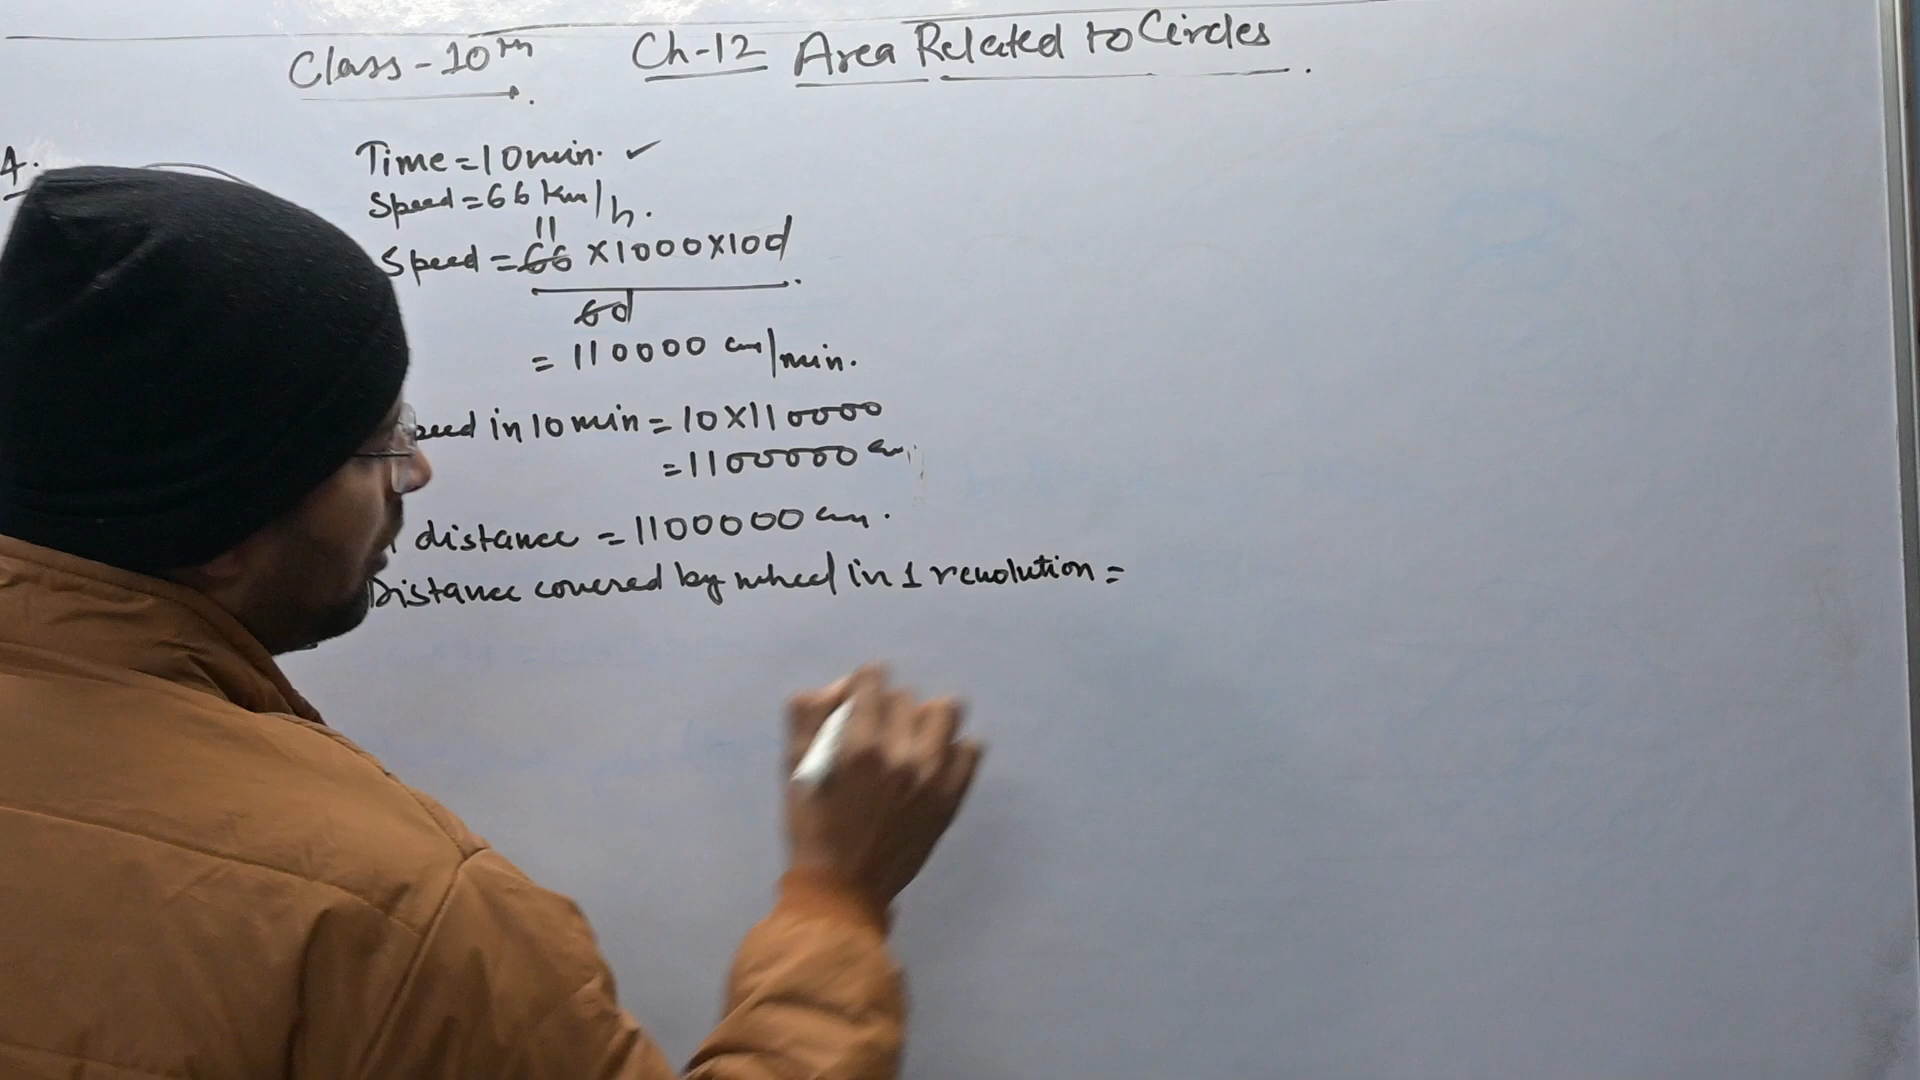 Class-10th Ch-12 Area Related to Circles.
4.
Time=10min. ✓
Speed=66 km/h.
11
Speed = 66 ×1000×100
60
= 110000 cm/min.
peed in 10 min = 10×110000
=1100000 cm.
distance = 1100000 cm.
Distance covered by wheel in 1 revolution =